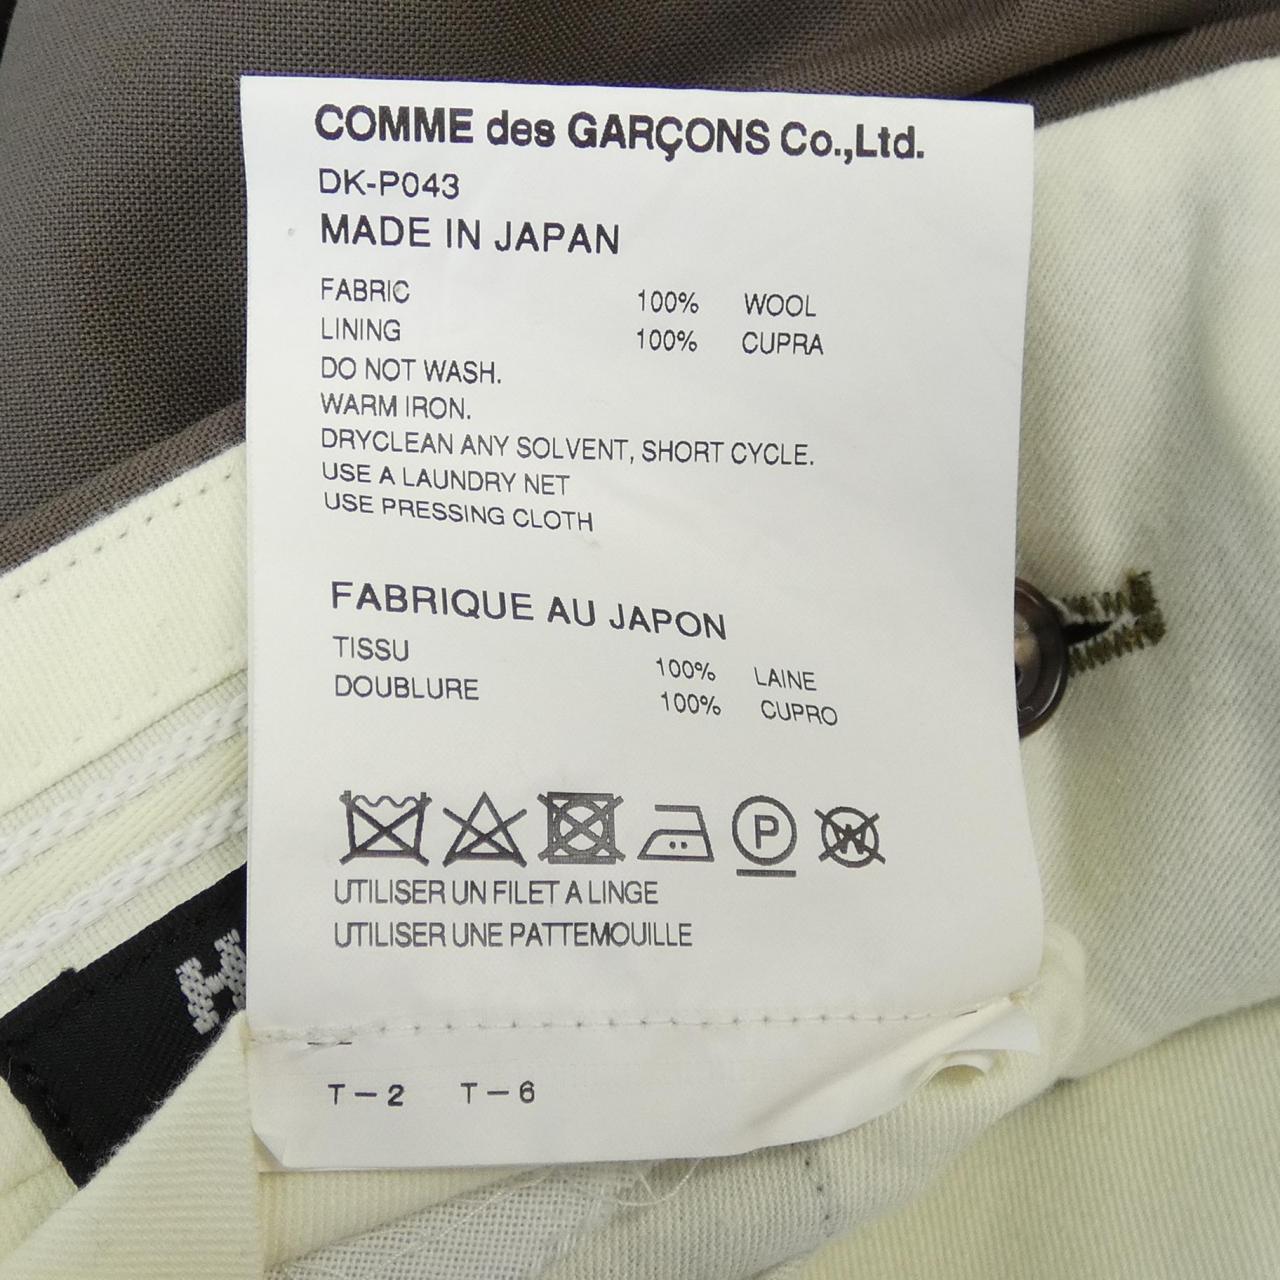 COMME des GARÇONS Co.,Ltd.
DK-P043
MADE IN JAPAN
FABRIC 100% WOOL
LINING 100% CUPRA
DO NOT WASH.
WARM IRON.
DRYCLEAN ANY SOLVENT, SHORT CYCLE.
USE A LAUNDRY NET
USE PRESSING CLOTH
FABRIQUE AU JAPON
TISSU 100% LAINE
DOUBLURE 100% CUPRO
P W
UTILISER UN FILET A LINGE
UTILISER UNE PATTEMOUILLE
T-2 T-6